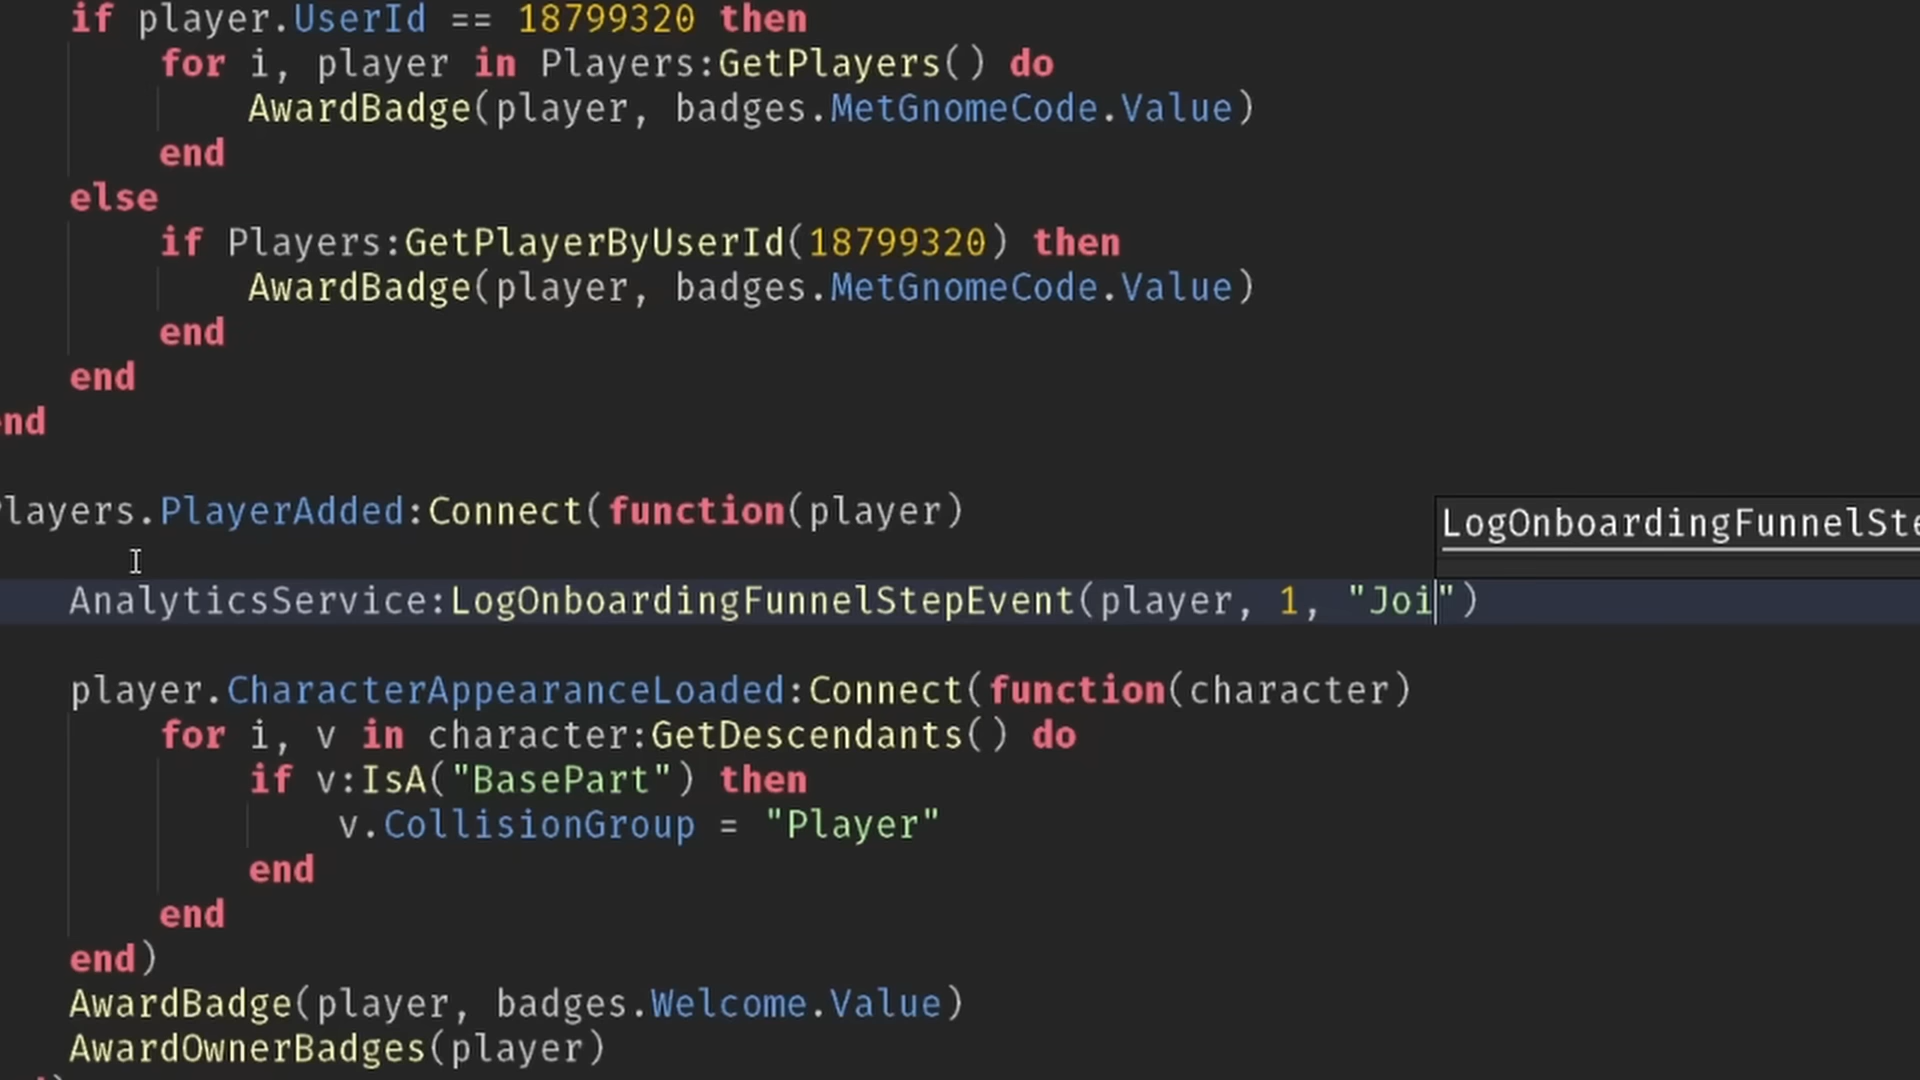 if player.UserId == 18799320 then
for i, player in Players:GetPlayers() do
AwardBadge(player, badges.MetGnomeCode.Value)
end
else
if Players:GetPlayerByUserId(18799320) then
AwardBadge(player, badges.MetGnomeCode.Value)
end
end
nd
layers.PlayerAdded:Connect(function(player)
LogOnboardingFunnelSte
AnalyticsService:LogOnboardingFunnelStepEvent(player, 1, "Joi")
player.CharacterAppearanceLoaded:Connect(function(character)
for i, v in character:GetDescendants() do
if v:IsA("BasePart") then
v.CollisionGroup = "Player"
end
end
end)
AwardBadge(player, badges.Welcome.Value)
AwardOwnerBadges(player)